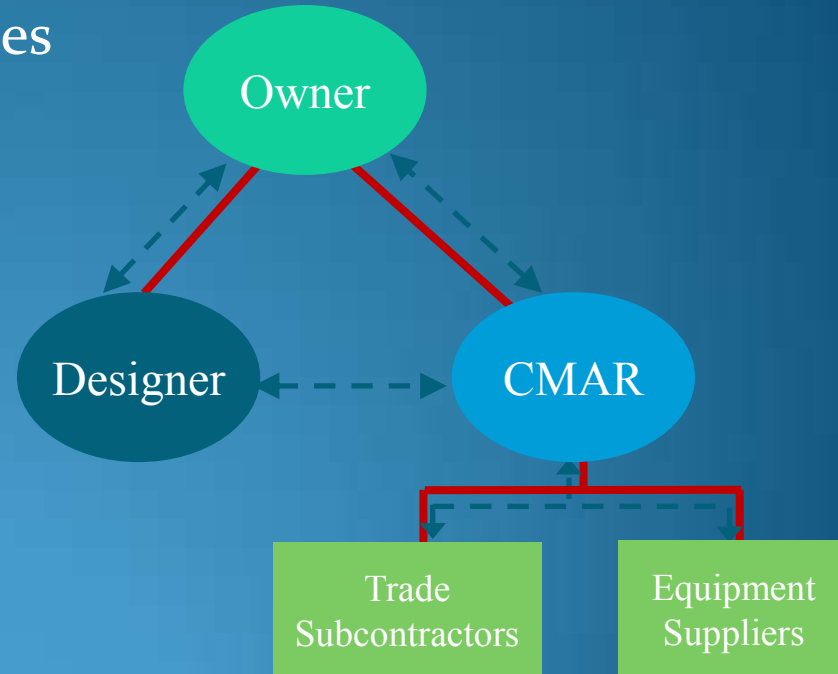 es
Owner
Designer
CMAR
Trade
Subcontractors
Equipment
Suppliers